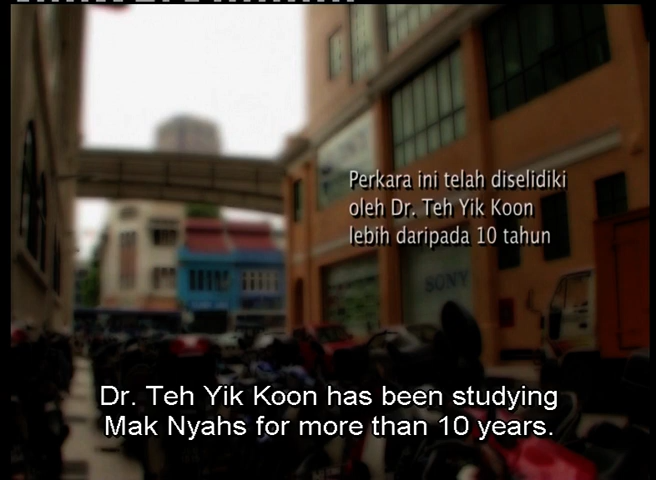 Perkara ini telah diselidiki
oleh Dr. Teh Yik Koon
lebih daripada 10 tahun
SONY
Dr. Teh Yik Koon has been studying
Mak Nyahs for more than 10 years.